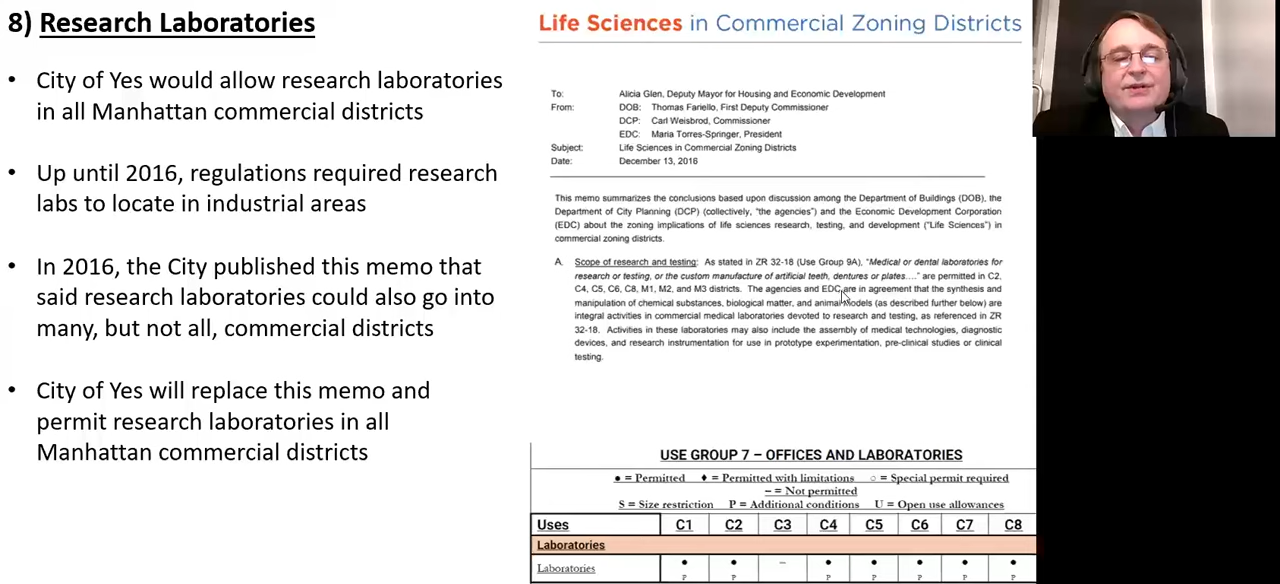 8) Research Laboratories
• City of Yes would allow research laboratories
in all Manhattan commercial districts
• Up until 2016, regulations required research
labs to locate in industrial areas
• In 2016, the City published this memo that
said research laboratories could also go into
many, but not all, commercial districts
• City of Yes will replace this memo and
permit research laboratories in all
Manhattan commercial districts
Life Sciences in Commercial Zoning Districts
To: Alicia Glen, Deputy Mayor for Housing and Economic Development
From: DOB: Thomas Fariello, First Deputy Commissioner
DCP: Carl Weisbrod, Commissioner
EDC: Maria Torres-Springer, President
Subject: Life Sciences in Commercial Zoning Districts
Date: December 13, 2016
This memo summarizes the conclusions based upon discussion among the Department of Buildings (DOB), the
Department of City Planning (DCP) (collectively, "the agencies") and the Economic Development Corporation
(EDC) about the zoning implications of life sciences research, testing, and development ("Life Sciences") in
commercial zoning districts.
A. Scope of research and testing: As stated in ZR 32-18 (Use Group 9A), "Medical or dental laboratories for
research or testing, or the custom manufacture of artificial teeth, dentures or plates…." are permitted in C2,
C4, C5, C6, C8, M1, M2, and M3 districts. The agencies and EDC are in agreement that the synthesis and
manipulation of chemical substances, biological matter, and animal models (as described further below) are
integral activities in commercial medical laboratories devoted to research and testing, as referenced in ZR
32-18. Activities in these laboratories may also include the assembly of medical technologies, diagnostic
devices, and research instrumentation for use in prototype experimentation, pre-clinical studies or clinical
testing.
USE GROUP 7 – OFFICES AND LABORATORIES
● = Permitted ♦ = Permitted with limitations ○ = Special permit required
– = Not permitted
S = Size restriction P = Additional conditions U = Open use allowances
Uses C1 C2 C3 C4 C5 C6 C7 C8
Laboratories
Laboratories ● ● – ● ● ● ● ●
P P P P P P P